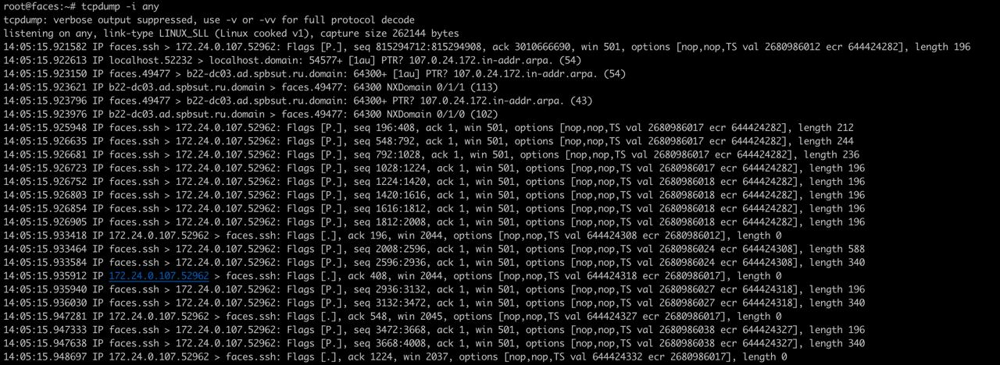 root@faces:~# tcpdump -i any
tcpdump: verbose output suppressed, use -v or -vv for full protocol decode
listening on any, link-type LINUX_SLL (Linux cooked v1), capture size 262144 bytes
14:05:15.921582 IP faces.ssh > 172.24.0.107.52962: Flags [P.], seq 815294712:815294908, ack 3010666690, win 501, options [nop,nop,TS val 2680986012 ecr 644424282], length 196
14:05:15.922613 IP localhost.52232 > localhost.domain: 54577+ [1au] PTR? 107.0.24.172.in-addr.arpa. (54)
14:05:15.923150 IP faces.49477 > b22-dc03.ad.spbsut.ru.domain: 64300+ [1au] PTR? 107.0.24.172.in-addr.arpa. (54)
14:05:15.923621 IP b22-dc03.ad.spbsut.ru.domain > faces.49477: 64300 NXDomain 0/1/1 (113)
14:05:15.923796 IP faces.49477 > b22-dc03.ad.spbsut.ru.domain: 64300+ PTR? 107.0.24.172.in-addr.arpa. (43)
14:05:15.923976 IP b22-dc03.ad.spbsut.ru.domain > faces.49477: 64300 NXDomain 0/1/0 (102)
14:05:15.925948 IP faces.ssh > 172.24.0.107.52962: Flags [P.], seq 196:408, ack 1, win 501, options [nop,nop,TS val 2680986017 ecr 644424282], length 212
14:05:15.926635 IP faces.ssh > 172.24.0.107.52962: Flags [P.], seq 548:792, ack 1, win 501, options [nop,nop,TS val 2680986017 ecr 644424282], length 244
14:05:15.926681 IP faces.ssh > 172.24.0.107.52962: Flags [P.], seq 792:1028, ack 1, win 501, options [nop,nop,TS val 2680986017 ecr 644424282], length 236
14:05:15.926723 IP faces.ssh > 172.24.0.107.52962: Flags [P.], seq 1028:1224, ack 1, win 501, options [nop,nop,TS val 2680986017 ecr 644424282], length 196
14:05:15.926752 IP faces.ssh > 172.24.0.107.52962: Flags [P.], seq 1224:1420, ack 1, win 501, options [nop,nop,TS val 2680986018 ecr 644424282], length 196
14:05:15.926803 IP faces.ssh > 172.24.0.107.52962: Flags [P.], seq 1420:1616, ack 1, win 501, options [nop,nop,TS val 2680986018 ecr 644424282], length 196
14:05:15.926854 IP faces.ssh > 172.24.0.107.52962: Flags [P.], seq 1616:1812, ack 1, win 501, options [nop,nop,TS val 2680986018 ecr 644424282], length 196
14:05:15.926905 IP faces.ssh > 172.24.0.107.52962: Flags [P.], seq 1812:2008, ack 1, win 501, options [nop,nop,TS val 2680986018 ecr 644424282], length 196
14:05:15.933418 IP 172.24.0.107.52962 > faces.ssh: Flags [.], ack 196, win 2044, options [nop,nop,TS val 644424308 ecr 2680986012], length 0
14:05:15.933464 IP faces.ssh > 172.24.0.107.52962: Flags [P.], seq 2008:2596, ack 1, win 501, options [nop,nop,TS val 2680986024 ecr 644424308], length 588
14:05:15.933584 IP faces.ssh > 172.24.0.107.52962: Flags [P.], seq 2596:2936, ack 1, win 501, options [nop,nop,TS val 2680986024 ecr 644424308], length 340
14:05:15.935912 IP 172.24.0.107.52962 > faces.ssh: Flags [.], ack 408, win 2044, options [nop,nop,TS val 644424318 ecr 2680986017], length 0
14:05:15.935940 IP faces.ssh > 172.24.0.107.52962: Flags [P.], seq 2936:3132, ack 1, win 501, options [nop,nop,TS val 2680986027 ecr 644424318], length 196
14:05:15.936030 IP faces.ssh > 172.24.0.107.52962: Flags [P.], seq 3132:3472, ack 1, win 501, options [nop,nop,TS val 2680986027 ecr 644424318], length 340
14:05:15.947281 IP 172.24.0.107.52962 > faces.ssh: Flags [.], ack 548, win 2045, options [nop,nop,TS val 644424327 ecr 2680986017], length 0
14:05:15.947333 IP faces.ssh > 172.24.0.107.52962: Flags [P.], seq 3472:3668, ack 1, win 501, options [nop,nop,TS val 2680986038 ecr 644424327], length 196
14:05:15.947638 IP faces.ssh > 172.24.0.107.52962: Flags [P.], seq 3668:4008, ack 1, win 501, options [nop,nop,TS val 2680986038 ecr 644424327], length 340
14:05:15.948697 IP 172.24.0.107.52962 > faces.ssh: Flags [.], ack 1224, win 2037, options [nop,nop,TS val 644424332 ecr 2680986017], length 0